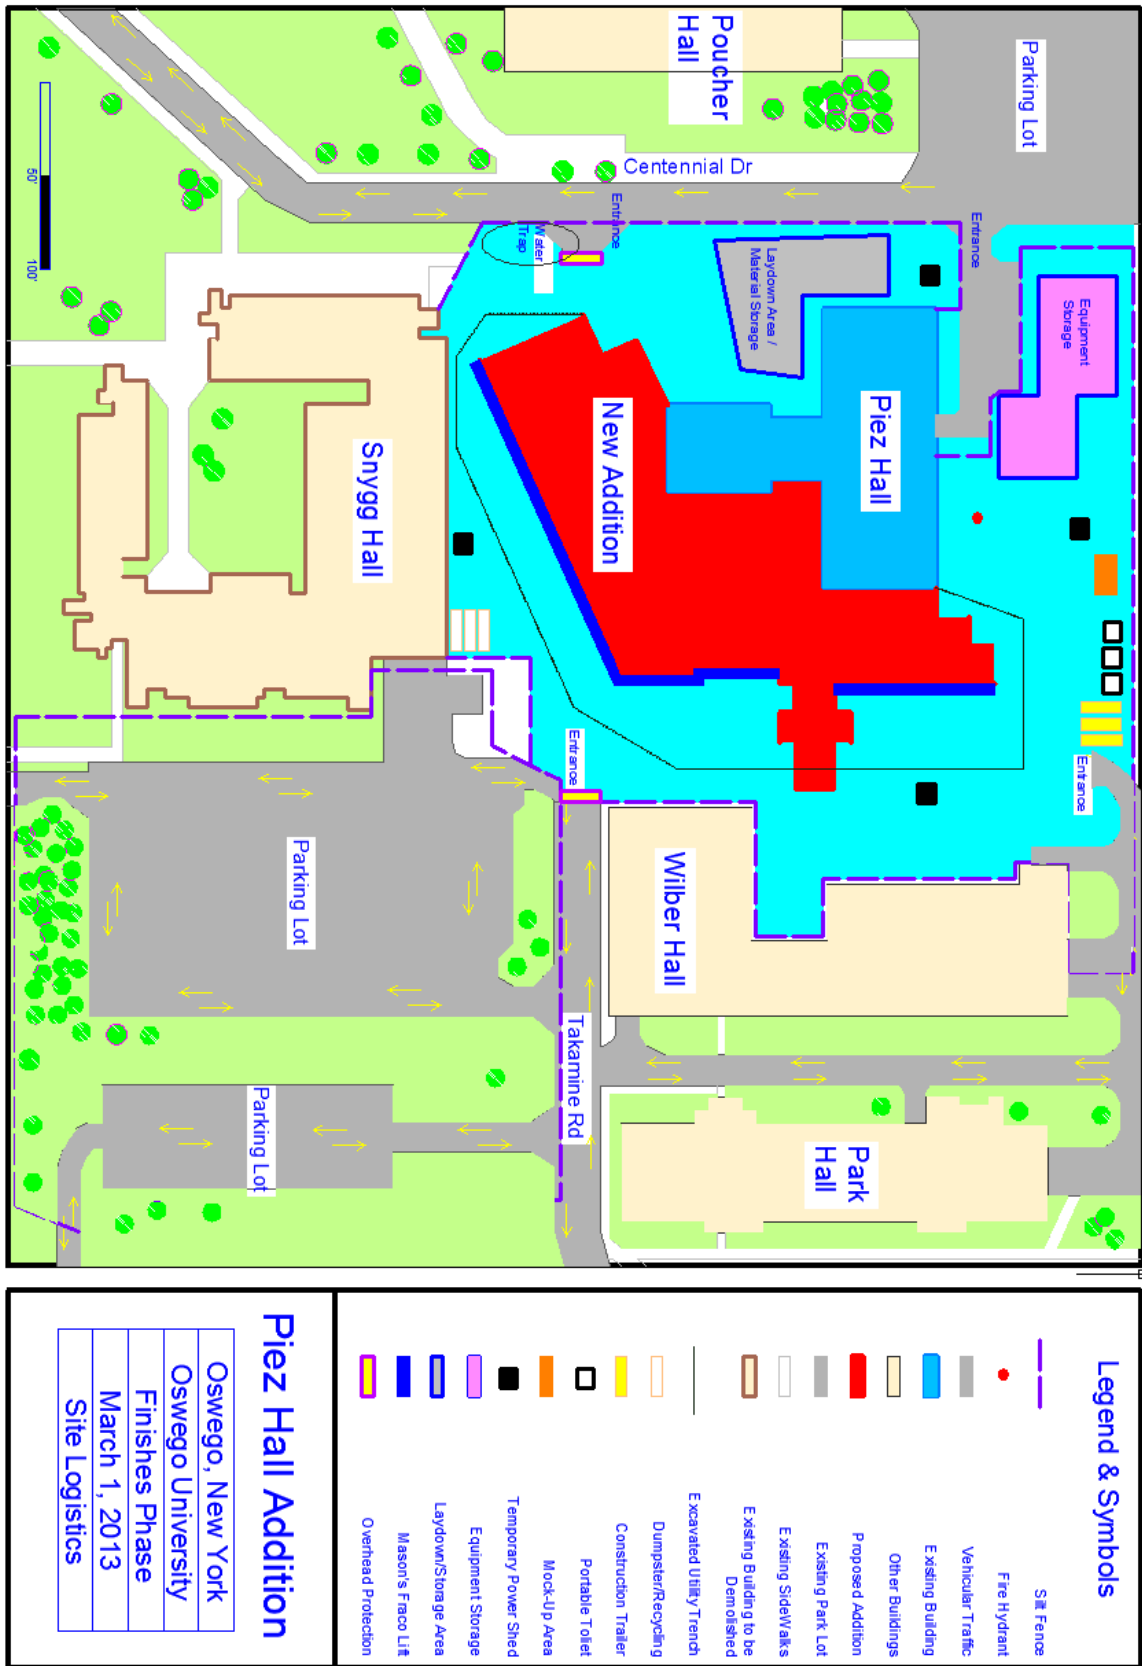 Poucher
Hall
Parking Lot
Centennial Dr
50'
100'
Entrance
Water
Trap
Entrance
Laydown Area /
Material Storage
Equipment
Storage
Piez Hall
New Addition
Snygg Hall
Entrance
Entrance
Parking Lot
Wilber Hall
Takamine Rd
Parking Lot
Park
Hall
Legend & Symbols
Silt Fence
Fire Hydrant
Vehicular Traffic
Existing Building
Other Buildings
Proposed Addition
Existing Park Lot
Existing SideWalks
Existing Building to be
Demolished
Excavated Utility Trench
Dumpster/Recycling
Construction Trailer
Portable Toliet
Mock-Up Area
Temporary Power Shed
Equipment Storage
Laydown/Storage Area
Mason's Fraco Lift
Overhead Protection
Piez Hall Addition
Oswego, New York
Oswego University
Finishes Phase
March 1, 2013
Site Logistics